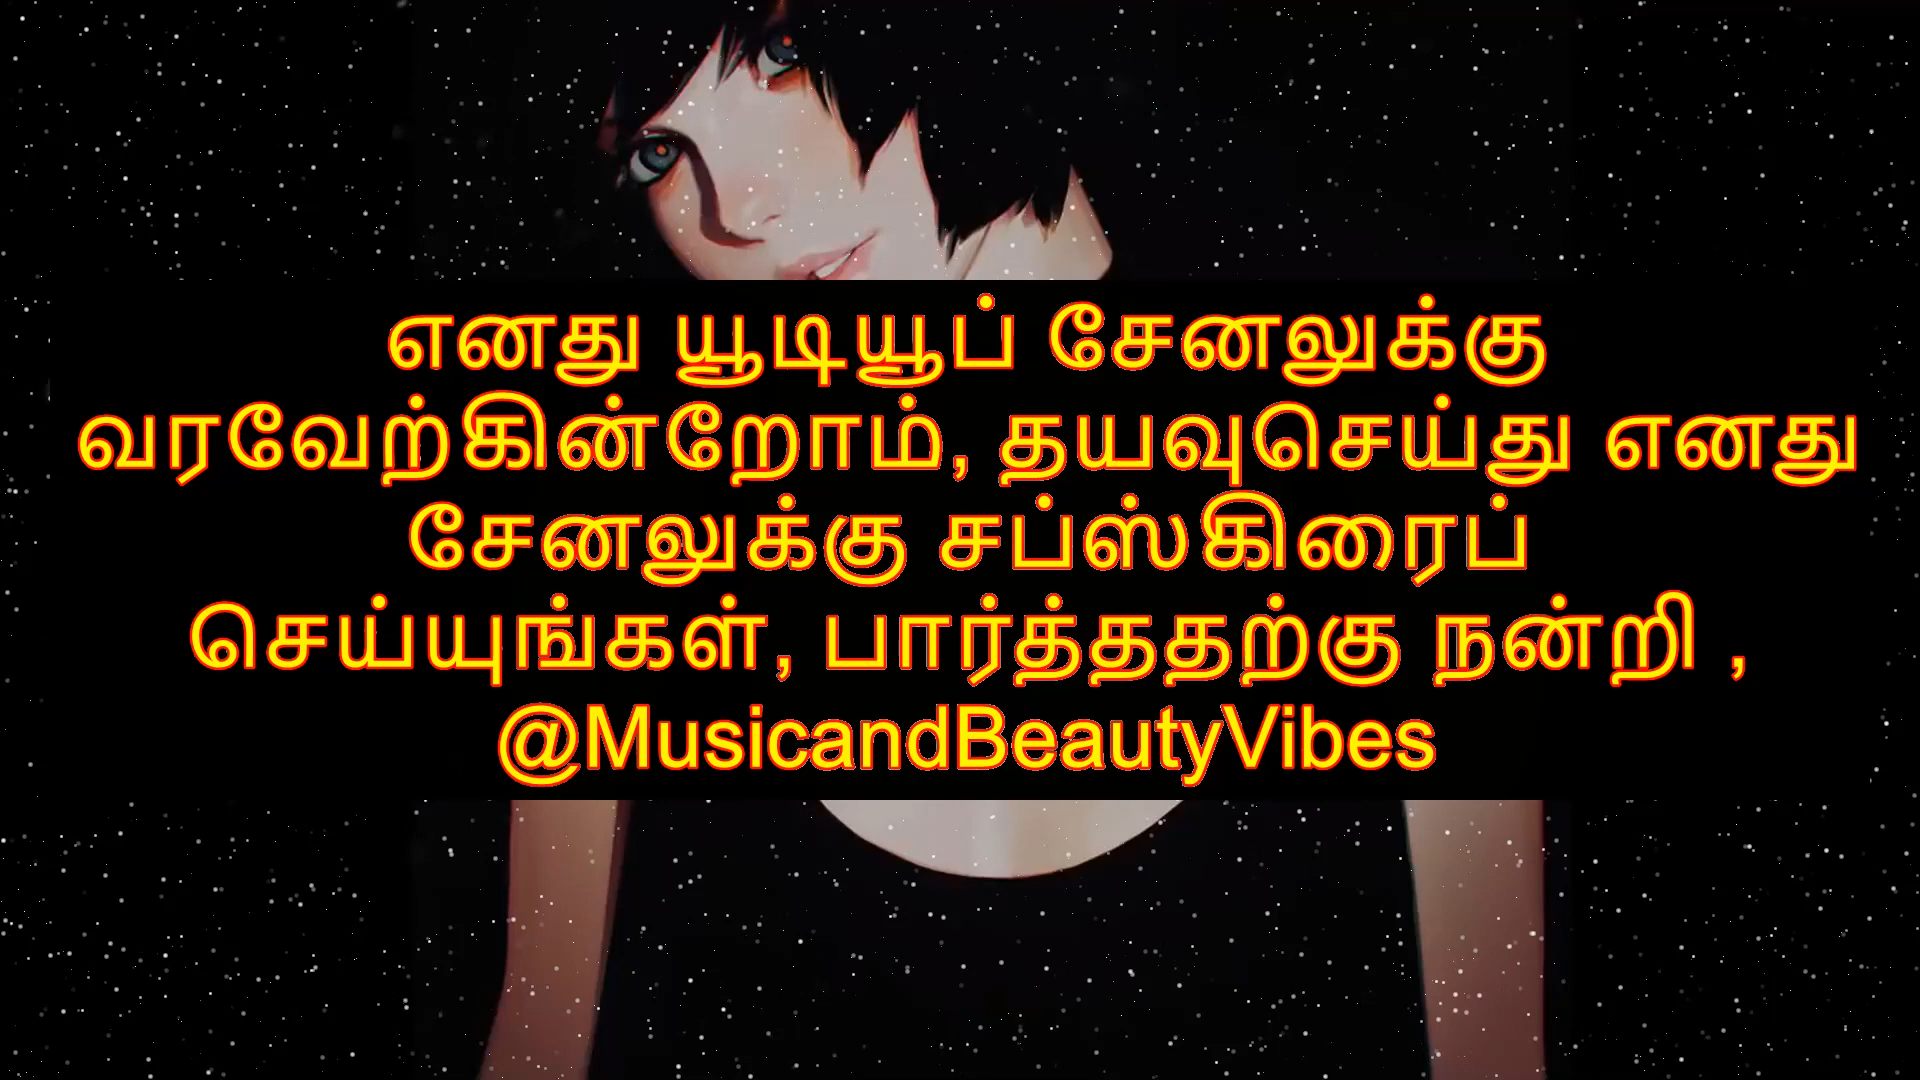 எனது யூடியூப் சேனலுக்கு
வரவேற்கின்றோம், தயவுசெய்து எனது
சேனலுக்கு சப்ஸ்கிரைப்
செய்யுங்கள், பார்த்ததற்கு நன்றி ,
@MusicandBeautyVibes